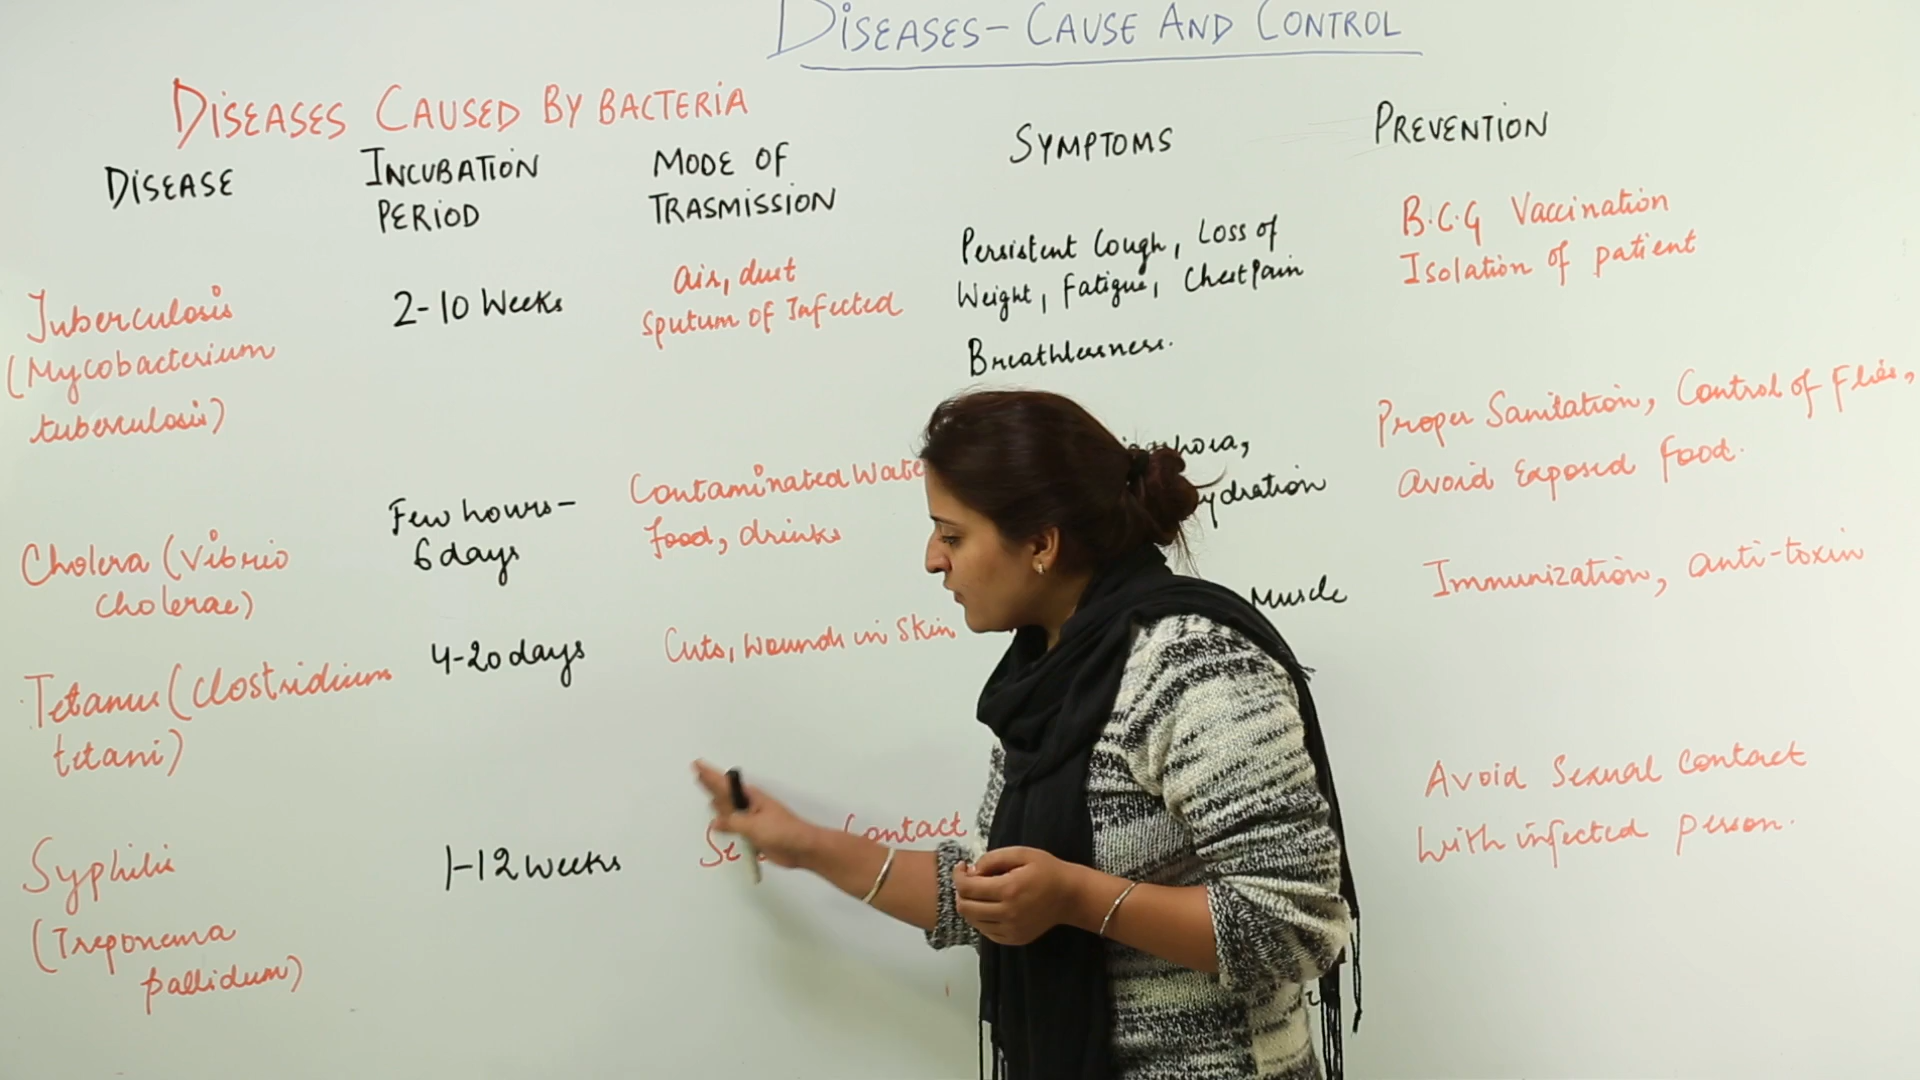 DISEASES- CAUSE AND CONTROL
DISEASES CAUSED BY BACTERIA
DISEASE
INCUBATION
PERIOD
MODE OF
TRASMISSION
SYMPTOMS
PREVENTION
Tuberculosis
(Mycobacterium
tuberculosis)
2-10 Weeks
air, dust
Sputum of Infected
Persistent Cough, Loss of
Weight, Fatigue, Chest Pain
Breathlessness.
B.C.G Vaccination
Isolation of patient
Cholera (Vibrio
Cholerae)
Few hours-
6 days
Contaminated
food, drinks
Proper Sanitation, Control of Flies,
avoid Exposed food.
Tetanus (Clostridium
tetani)
4-20 days
Cuts, Wounds in Skin
Muscle
Immunization, anti-toxin
Syphilis
(Treponema
pallidum)
1-12 weeks
Contact
Avoid Sexual Contact
With infected person.